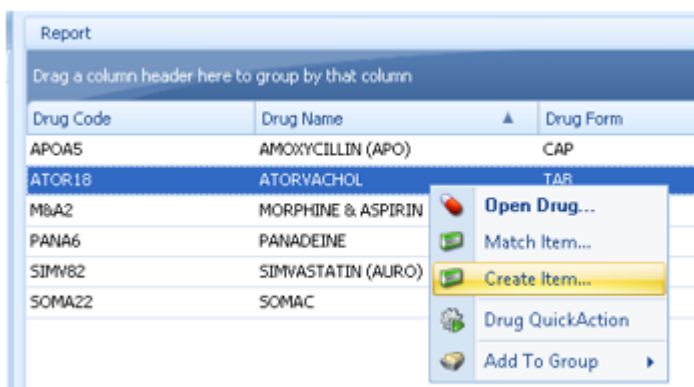 Report
Drag a column header here to group by that column
Drug Code Drug Name Drug Form
APOA5 AMOXYCILLIN (APO) CAP
ATOR18 ATORVACHOL TAB
M&A2 MORPHINE & ASPIRIN
PANA6 PANADEINE
SIMV82 SIMVASTATIN (AURO)
SOMA22 SOMAC
Open Drug...
Match Item...
Create Item...
Drug QuickAction
Add To Group